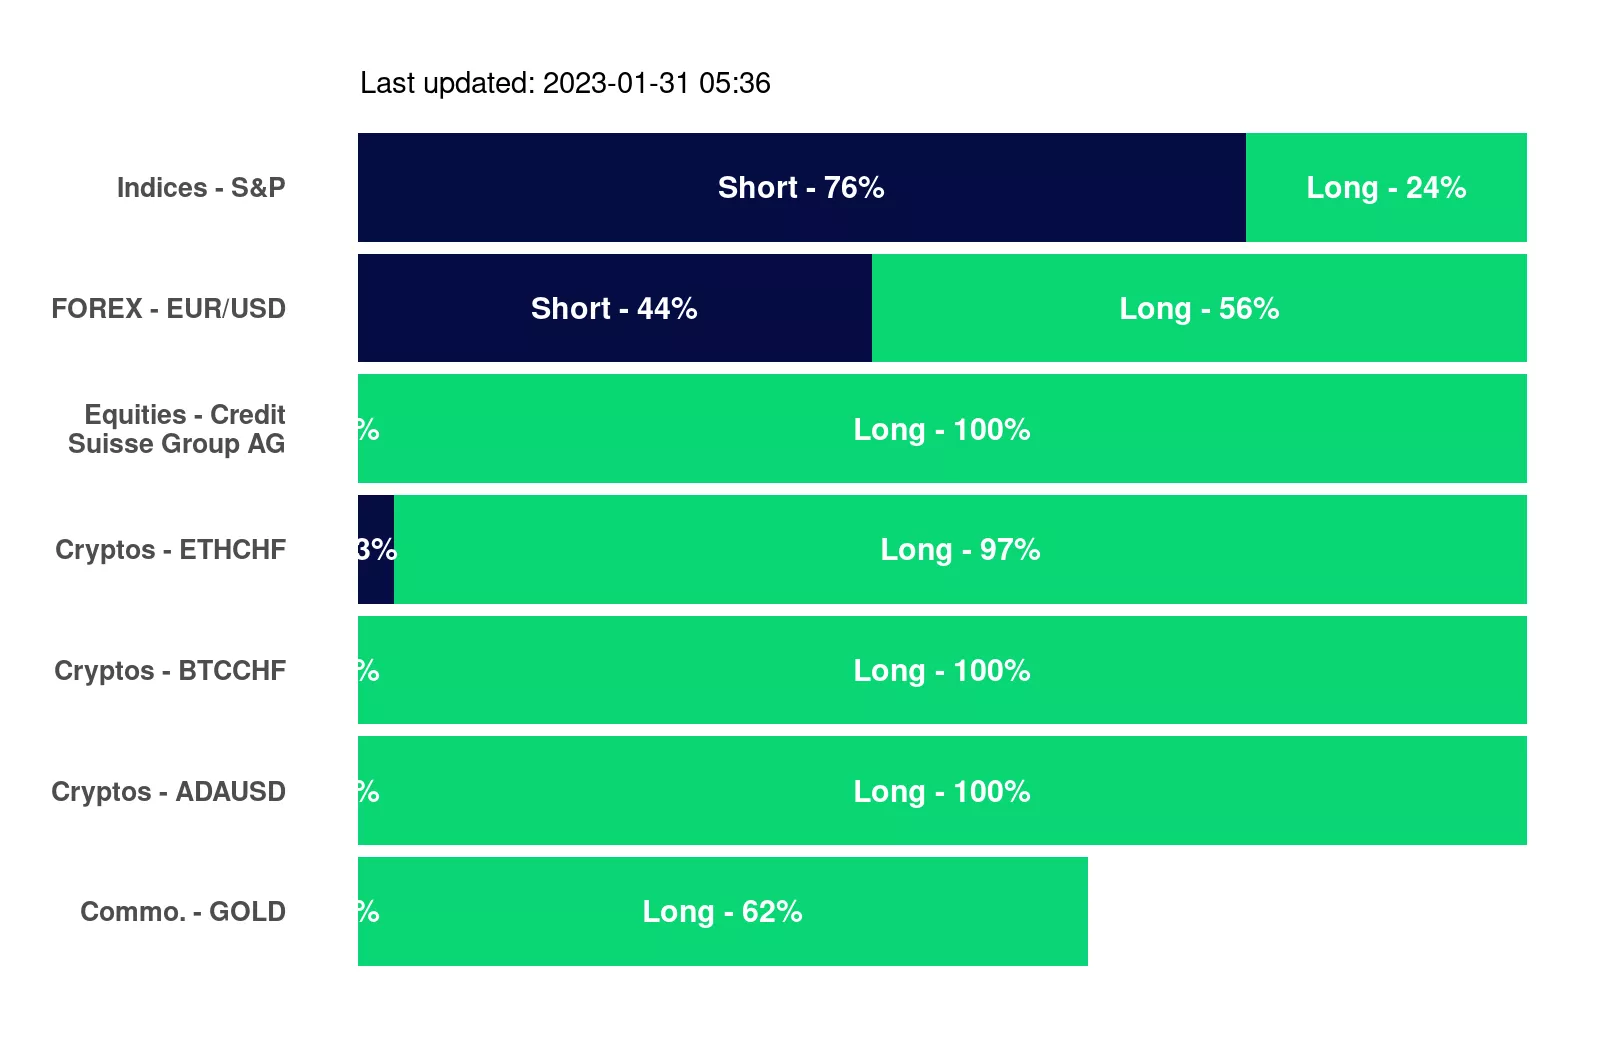 Last updated: 2023-01-31 05:36
Indices - S&P
Short - 76%
Long - 24%
FOREX - EUR/USD
Short - 44%
Long - 56%
Equities - Credit
Suisse Group AG
%
Long - 100%
Cryptos - ETHCHF
3%
Long - 97%
Cryptos - BTCCHF
%
Long - 100%
Cryptos - ADAUSD
%
Long - 100%
Commo. - GOLD
%
Long - 62%